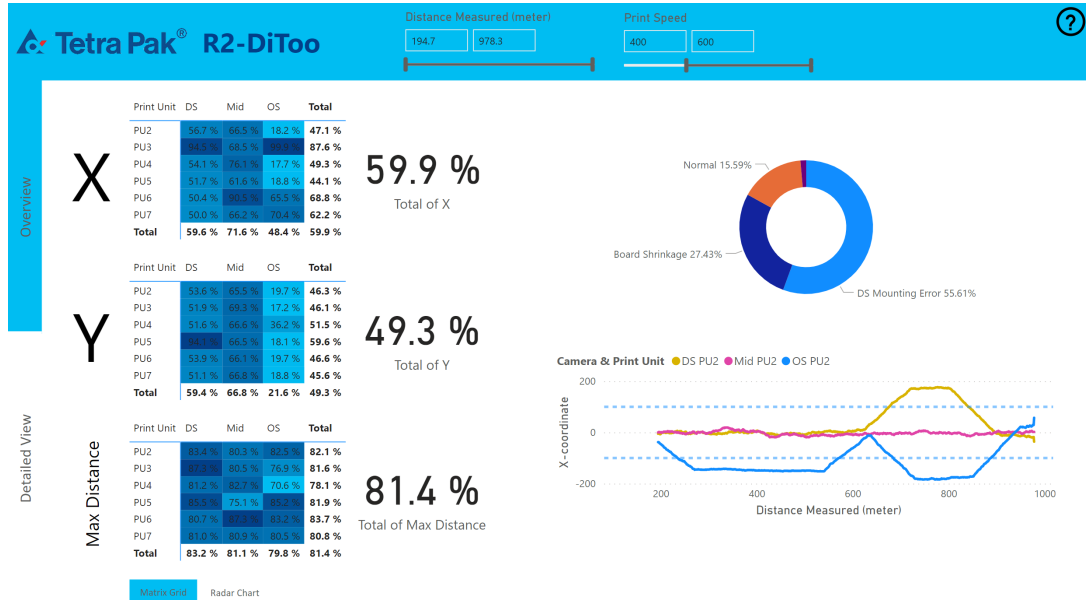 Tetra Pak® R2-DiToo
Distance Measured (meter)
194.7 978.3
Print Speed
400 600
?
Overview
Detailed View
X
Print Unit DS Mid OS Total
PU2 56.7 % 66.5 % 18.2 % 47.1 %
PU3 94.5 % 68.5 % 99.9 % 87.6 %
PU4 54.1 % 76.1 % 17.7 % 49.3 %
PU5 51.7 % 61.6 % 18.8 % 44.1 %
PU6 50.4 % 90.5 % 65.5 % 68.8 %
PU7 50.0 % 66.2 % 70.4 % 62.2 %
Total 59.6 % 71.6 % 48.4 % 59.9 %
59.9 %
Total of X
Y
Print Unit DS Mid OS Total
PU2 53.6 % 65.5 % 19.7 % 46.3 %
PU3 51.9 % 69.3 % 17.2 % 46.1 %
PU4 51.6 % 66.6 % 36.2 % 51.5 %
PU5 94.1 % 66.5 % 18.1 % 59.6 %
PU6 53.9 % 66.1 % 19.7 % 46.6 %
PU7 51.1 % 66.8 % 18.8 % 45.6 %
Total 59.4 % 66.8 % 21.6 % 49.3 %
49.3 %
Total of Y
Max Distance
Print Unit DS Mid OS Total
PU2 83.4 % 80.3 % 82.5 % 82.1 %
PU3 87.3 % 80.5 % 76.9 % 81.6 %
PU4 81.2 % 82.7 % 70.6 % 78.1 %
PU5 85.5 % 75.1 % 85.2 % 81.9 %
PU6 80.7 % 87.3 % 83.2 % 83.7 %
PU7 81.0 % 80.9 % 80.5 % 80.8 %
Total 83.2 % 81.1 % 79.8 % 81.4 %
81.4 %
Total of Max Distance
Matrix Grid Radar Chart
Normal 15.59%
Board Shrinkage 27.43%
DS Mounting Error 55.61%
Camera & Print Unit DS PU2 Mid PU2 OS PU2
X-coordinate
200
0
-200
200 400 600 800 1000
Distance Measured (meter)